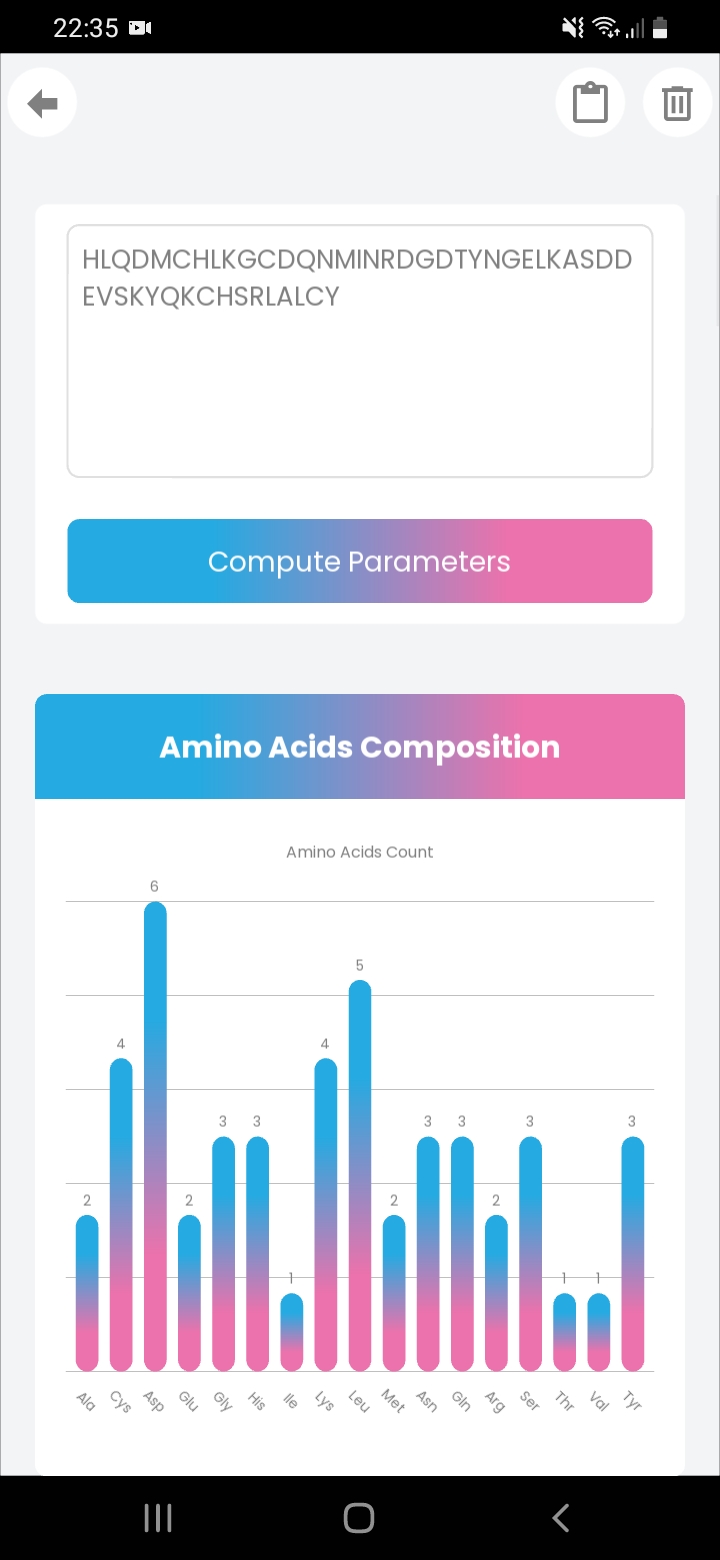 22:35
HLQDMCHLKGCDQNMINRDGDTYNGELKASDD
EVSKYQKCHSRLALCY
Compute Parameters
Amino Acids Composition
Amino Acids Count
2 4 6 2 3 3 1 4 5 2 3 3 2 3 1 1 3
Ala Cys Asp Glu Gly His Ile Lys Leu Met Asn Gln Arg Ser Thr Val Tyr